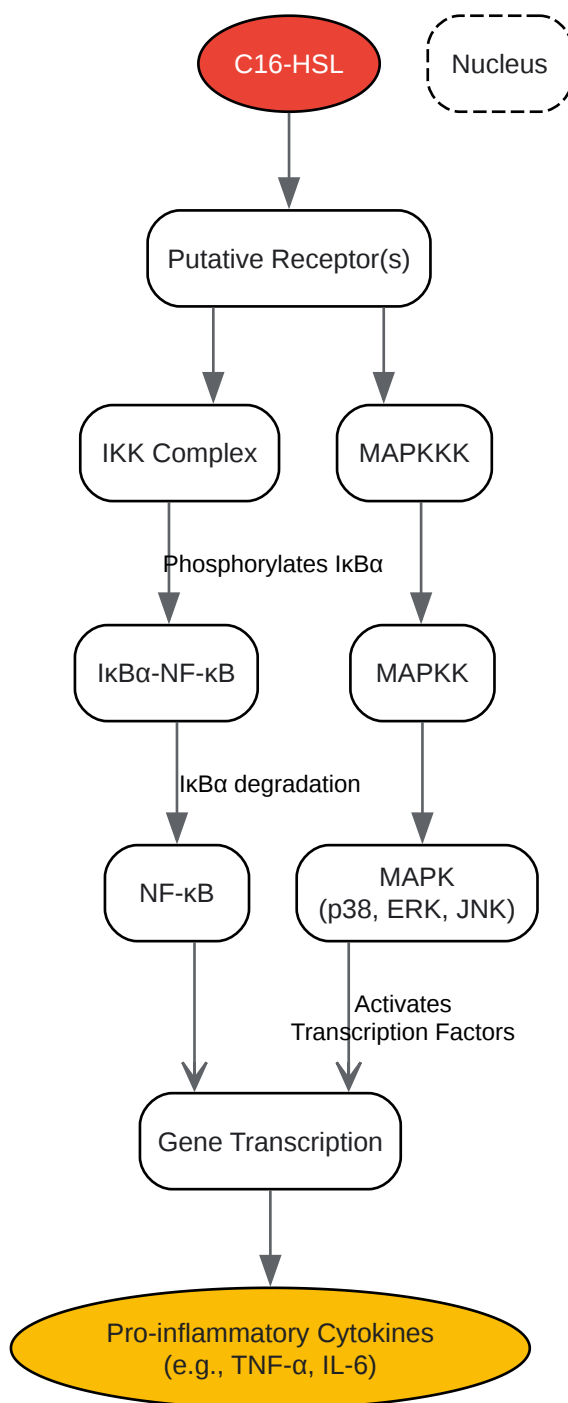 C16-HSL
Nucleus
Putative Receptor(s)
IKK Complex
MAPKKK
Phosphorylates IκBα
IκBα-NF-κB
MAPKK
IκBα degradation
NF-κB
MAPK
(p38, ERK, JNK)
Activates
Transcription Factors
Gene Transcription
Pro-inflammatory Cytokines
(e.g., TNF-α, IL-6)